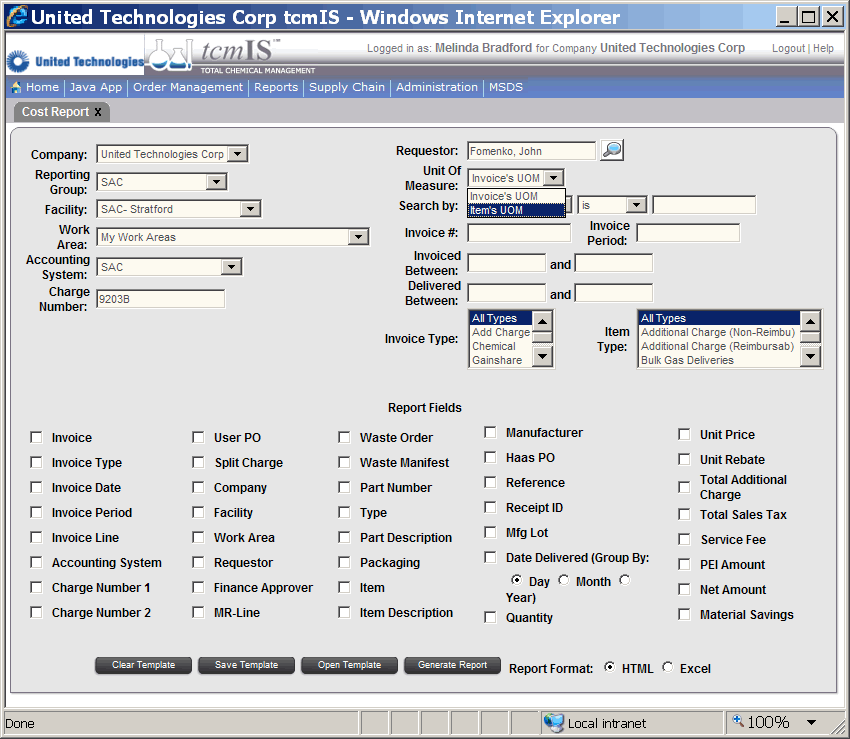 United Technologies Corp tcmIS - Windows Internet Explorer
United Technologies
tcmIS™
TOTAL CHEMICAL MANAGEMENT
Logged in as: Melinda Bradford for Company United Technologies Corp
Logout | Help
Home | Java App | Order Management | Reports | Supply Chain | Administration | MSDS
Cost Report x
Company: United Technologies Corp
Reporting
Group: SAC
Facility: SAC- Stratford
Work
Area: My Work Areas
Accounting
System: SAC
Charge
Number: 9203B
Requestor: Fomenko, John
Unit Of
Measure: Invoice's UOM
Invoice's UOM
Item's UOM
Search by: is
Invoice #:
Invoice
Period:
Invoiced
Between: and
Delivered
Between: and
Invoice Type:
All Types
Add Charge
Chemical
Gainshare
Item
Type:
All Types
Additional Charge (Non-Reimbu)
Additional Charge (Reimbursab)
Bulk Gas Deliveries
Report Fields
Invoice
Invoice Type
Invoice Date
Invoice Period
Invoice Line
Accounting System
Charge Number 1
Charge Number 2
User PO
Split Charge
Company
Facility
Work Area
Requestor
Finance Approver
MR-Line
Waste Order
Waste Manifest
Part Number
Type
Part Description
Packaging
Item
Item Description
Manufacturer
Haas PO
Reference
Receipt ID
Mfg Lot
Date Delivered (Group By:
Day Month
Year)
Quantity
Unit Price
Unit Rebate
Total Additional
Charge
Total Sales Tax
Service Fee
PEI Amount
Net Amount
Material Savings
Clear Template
Save Template
Open Template
Generate Report
Report Format: HTML Excel
Done
Local intranet
100%